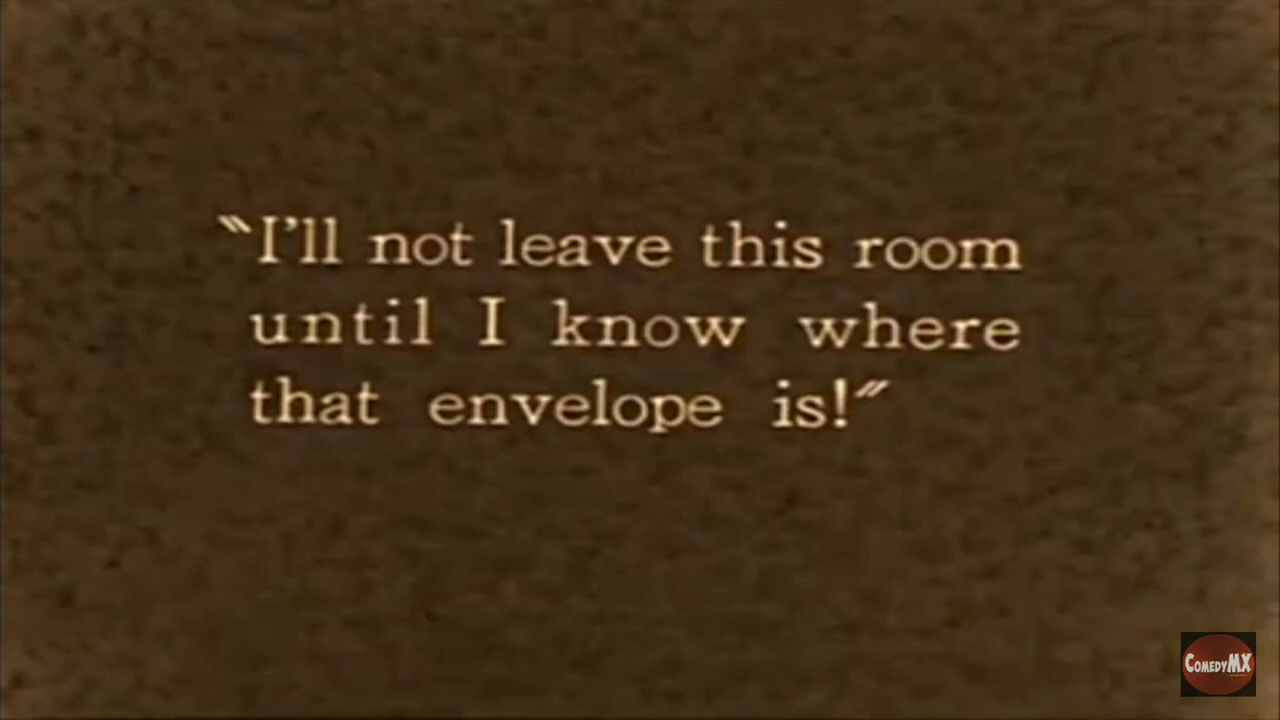 "I'll not leave this room
until I know where
that envelope is!"
COMEDYMX